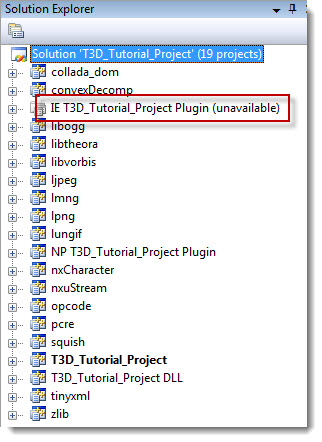 Solution Explorer
Solution 'T3D_Tutorial_Project' (19 projects)
collada_dom
convexDecomp
IE T3D_Tutorial_Project Plugin (unavailable)
libogg
libtheora
libvorbis
ljpeg
lmng
lpng
lungif
NP T3D_Tutorial_Project Plugin
nxCharacter
nxuStream
opcode
pcre
squish
T3D_Tutorial_Project
T3D_Tutorial_Project DLL
tinyxml
zlib